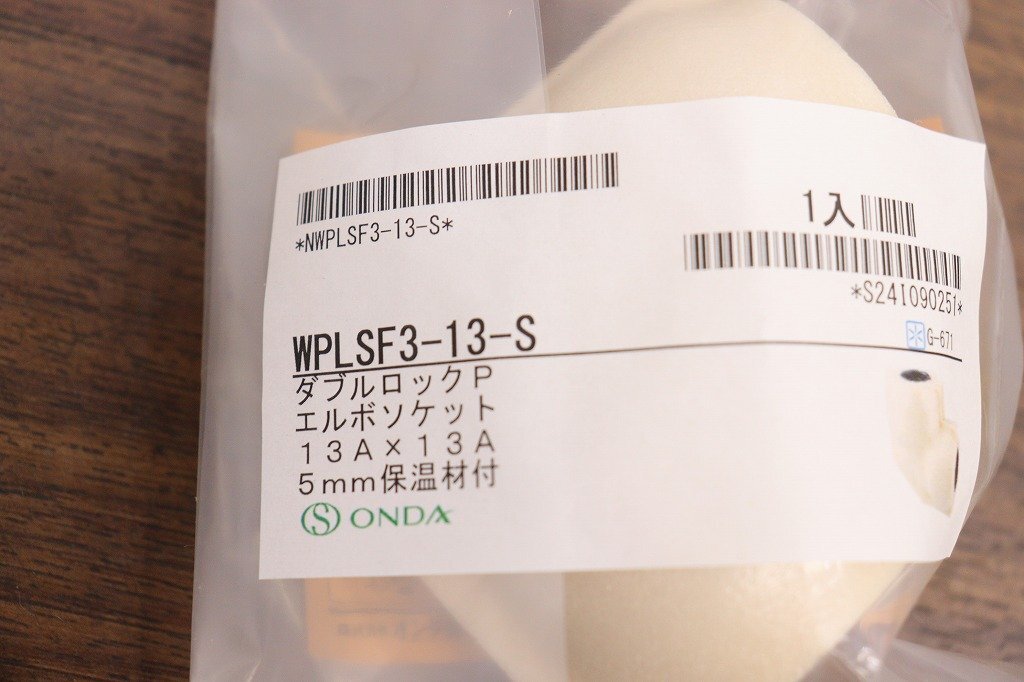 *NWPLSF3-13-S*
1入
*S24I090251*
水 G-671
WPLSF3-13-S
ダブルロックP
エルボソケット
13A×13A
5mm保温材付
S ONDA